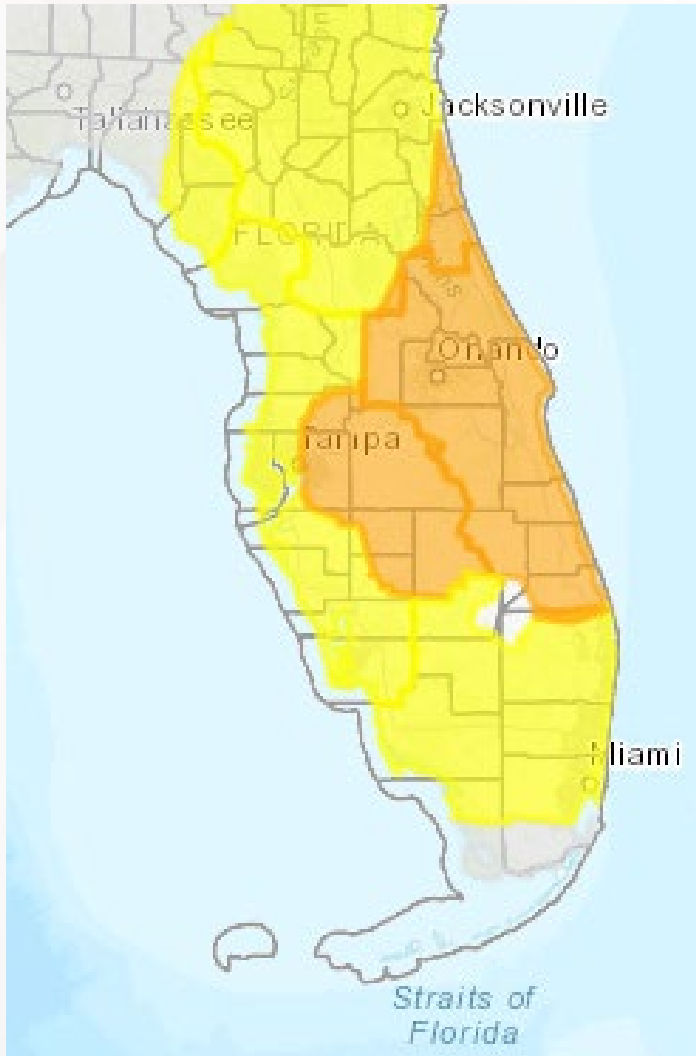 Tallahassee
Jacksonville
FLORIDA
Orlando
Tampa
Miami
Straits of
Florida